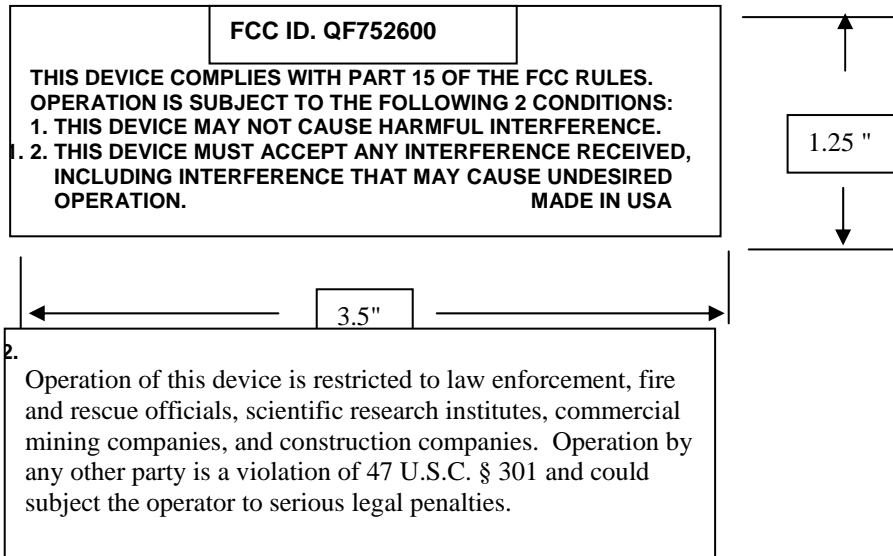 FCC ID. QF752600
THIS DEVICE COMPLIES WITH PART 15 OF THE FCC RULES.
OPERATION IS SUBJECT TO THE FOLLOWING 2 CONDITIONS:
1. THIS DEVICE MAY NOT CAUSE HARMFUL INTERFERENCE.
1. 2. THIS DEVICE MUST ACCEPT ANY INTERFERENCE RECEIVED,
INCLUDING INTERFERENCE THAT MAY CAUSE UNDESIRED
OPERATION. MADE IN USA
1.25 "
3.5"
2.
Operation of this device is restricted to law enforcement, fire
and rescue officials, scientific research institutes, commercial
mining companies, and construction companies. Operation by
any other party is a violation of 47 U.S.C. § 301 and could
subject the operator to serious legal penalties.